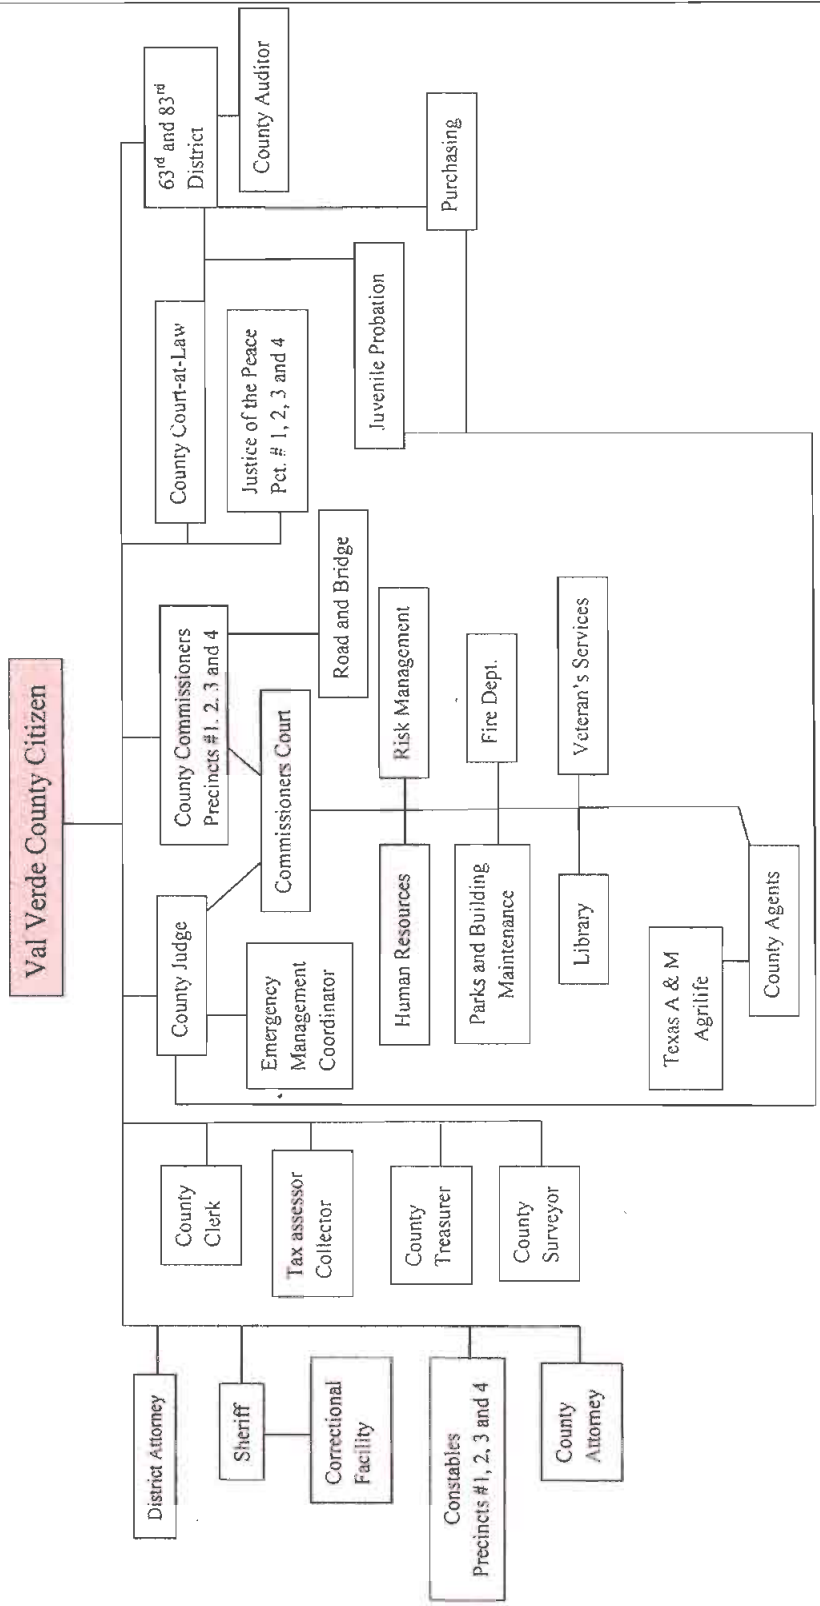 Val Verde County Citizen
District Attorney
Sheriff
Correctional
Facility
Constables
Precincts #1, 2, 3 and 4
County
Attorney
County
Clerk
Tax assessor
Collector
County
Treasurer
County
Surveyor
County Judge
Emergency
Management
Coordinator
County Commissioners
Precincts #1. 2. 3 and 4
Commissioners Court
Road and Bridge
Human Resources
Risk Management
Parks and Building
Maintenance
Fire Dept.
Library
Veteran's Services
Texas A & M
Agrilife
County Agents
County Court-at-Law
Justice of the Peace
Pct. # 1, 2, 3 and 4
Juvenile Probation
63rd and 83rd
District
County Auditor
Purchasing